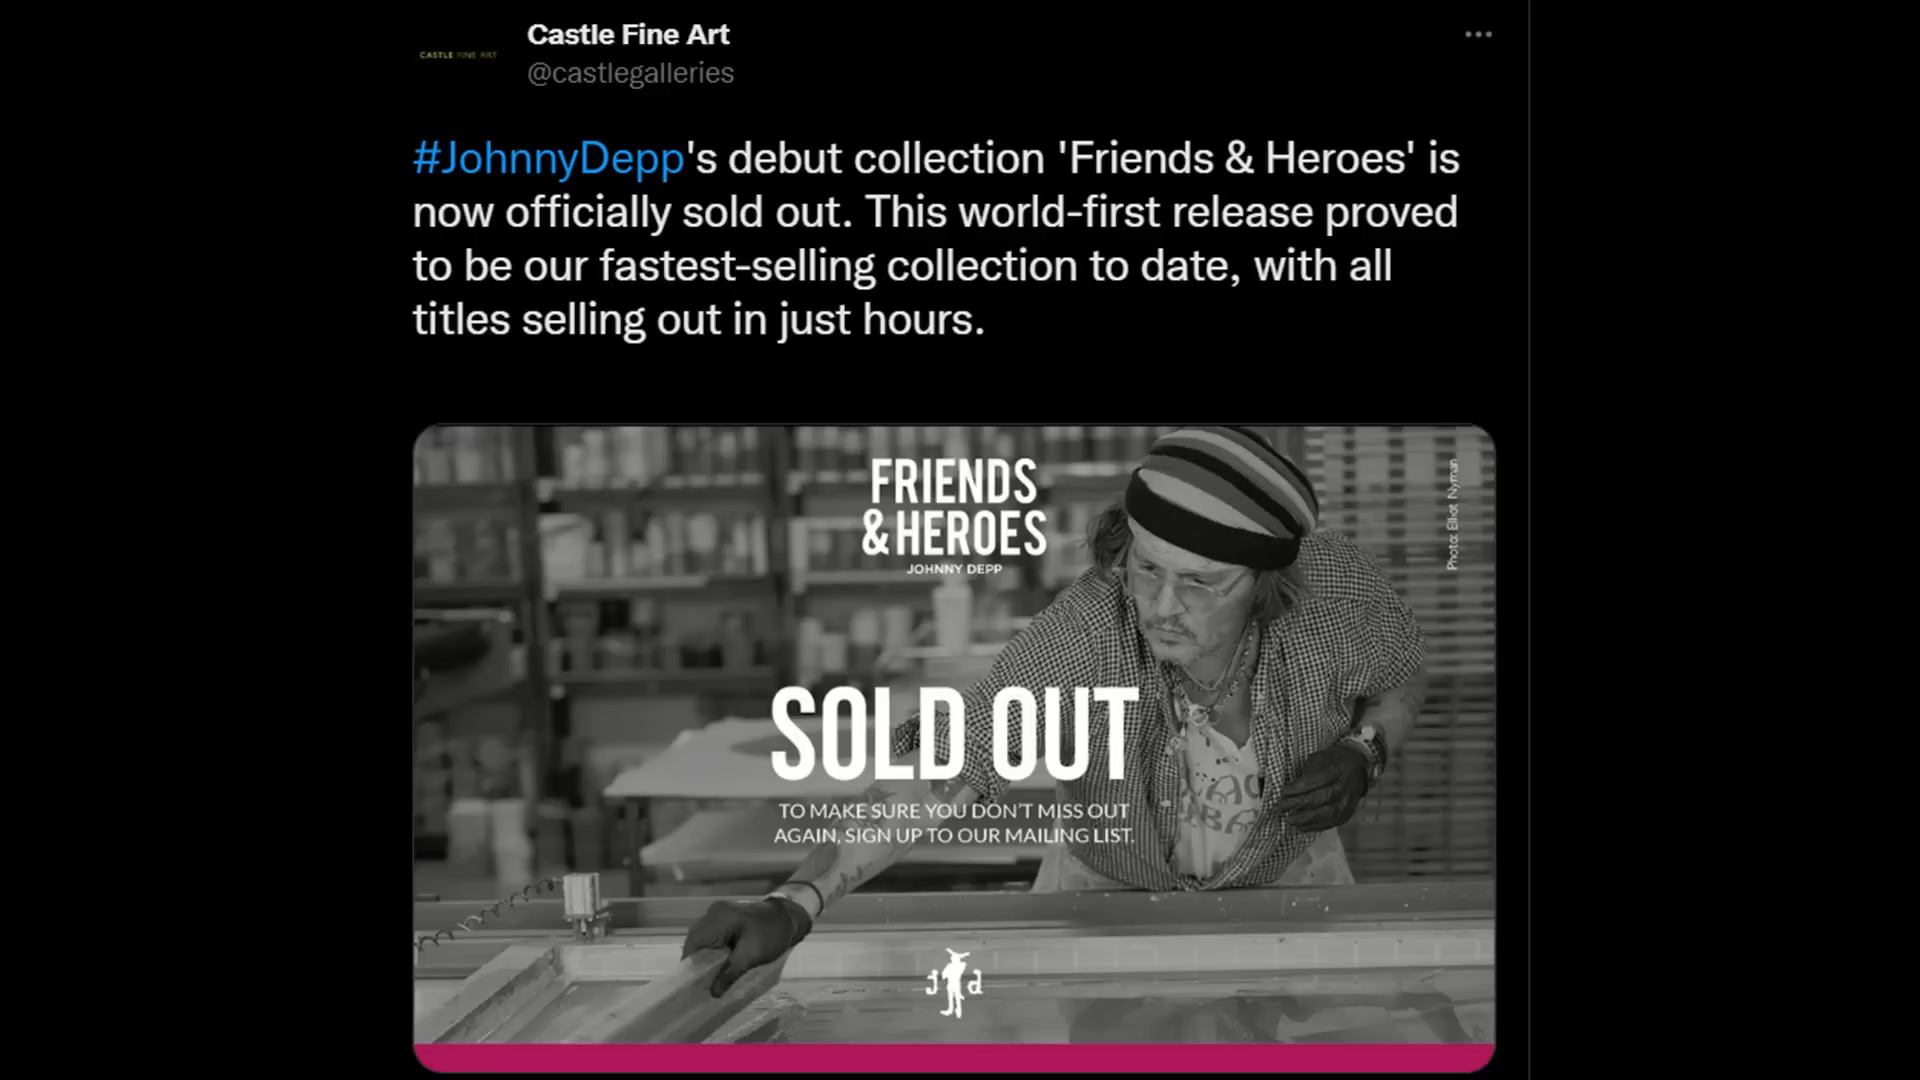 Castle Fine Art
CASTLE FINE ART
@castlegalleries
#JohnnyDepp's debut collection 'Friends & Heroes' is
now officially sold out. This world-first release proved
to be our fastest-selling collection to date, with all
titles selling out in just hours.
FRIENDS
& HEROES
JOHNNY DEPP
Photo: Elliot Nyman
SOLD OUT
TO MAKE SURE YOU DON'T MISS OUT
AGAIN, SIGN UP TO OUR MAILING LIST.
j d